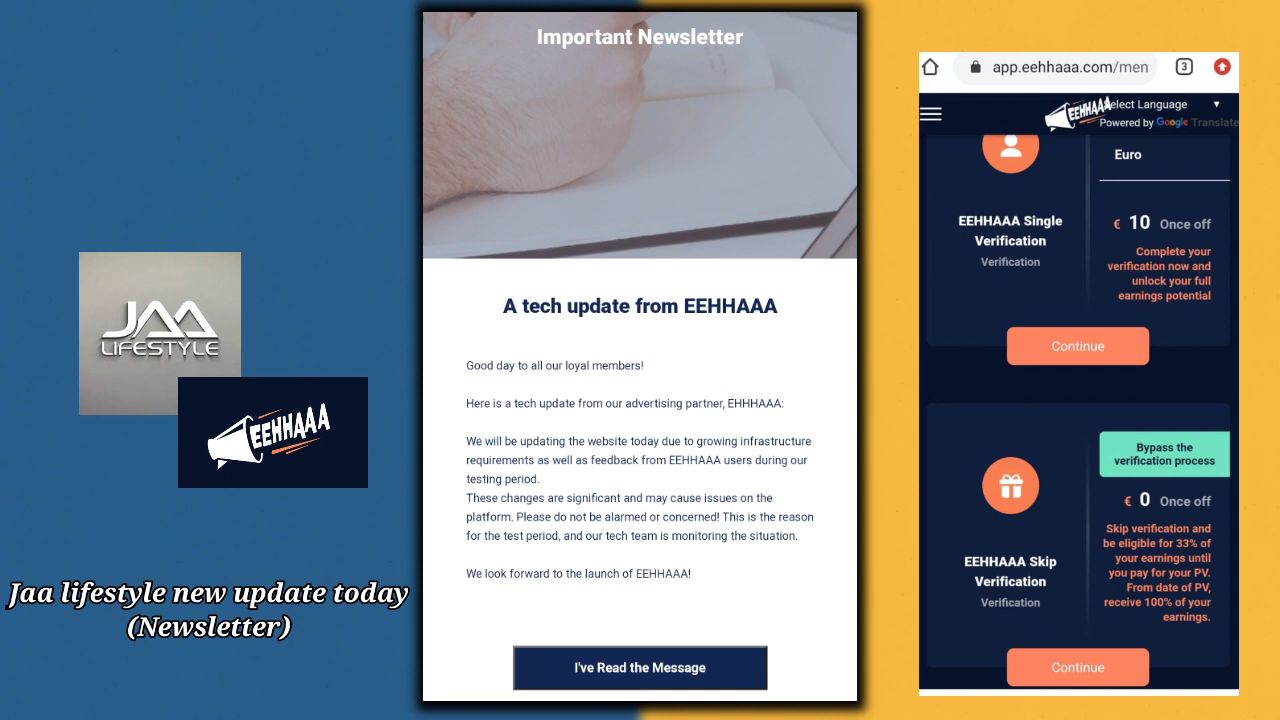 JAA
LIFESTYLE
EEHHAAA
Jaa lifestyle new update today
(Newsletter)
Important Newsletter
A tech update from EEHHAAA
Good day to all our loyal members!
Here is a tech update from our advertising partner, EHHHAAA:
We will be updating the website today due to growing infrastructure
requirements as well as feedback from EEHHAAA users during our
testing period.
These changes are significant and may cause issues on the
platform. Please do not be alarmed or concerned! This is the reason
for the test period, and our tech team is monitoring the situation.
We look forward to the launch of EEHHAAA!
I've Read the Message
app.eehhaaa.com/men
3
EEHHAAA
Select Language
Powered by Google Translate
Euro
EEHHAAA Single
Verification
Verification
€ 10 Once off
Complete your
verification now and
unlock your full
earnings potential
Continue
Bypass the
verification process
EEHHAAA Skip
Verification
Verification
€ 0 Once off
Skip verification and
be eligible for 33% of
your earnings until
you pay for your PV.
From date of PV,
receive 100% of your
earnings.
Continue